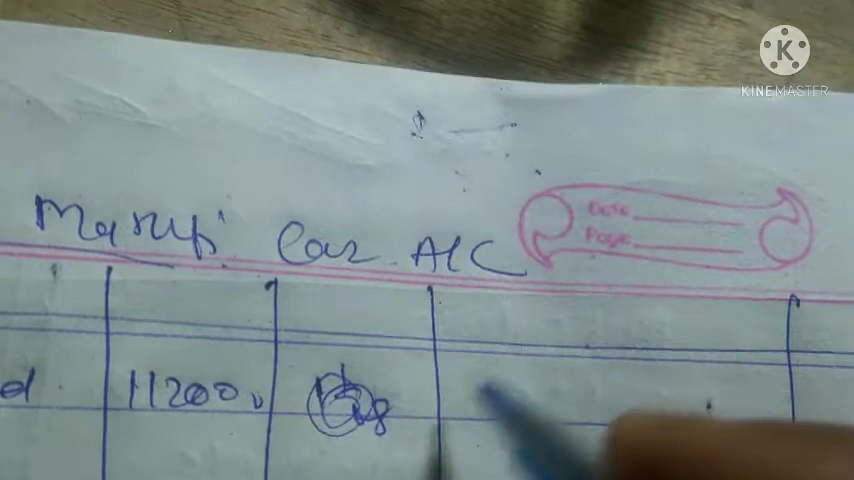 KINEMASTER
Maruti Car A/C
Date
Page
d 11200